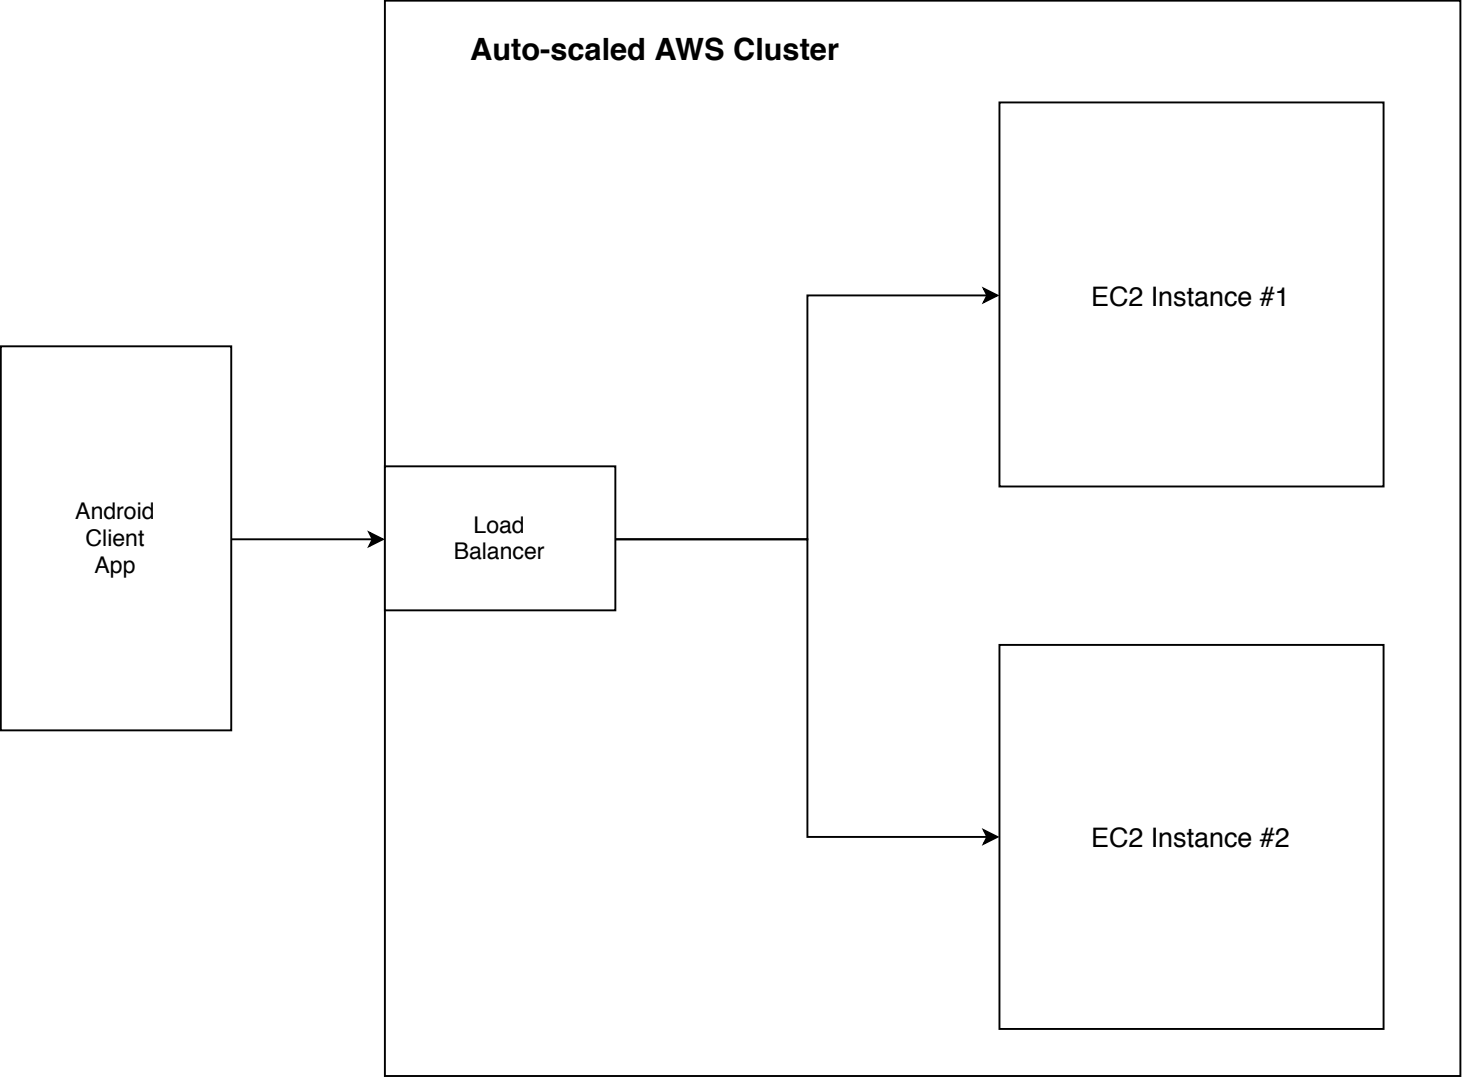 Auto-scaled AWS Cluster
EC2 Instance #1
Android
Client
App
Load
Balancer
EC2 Instance #2